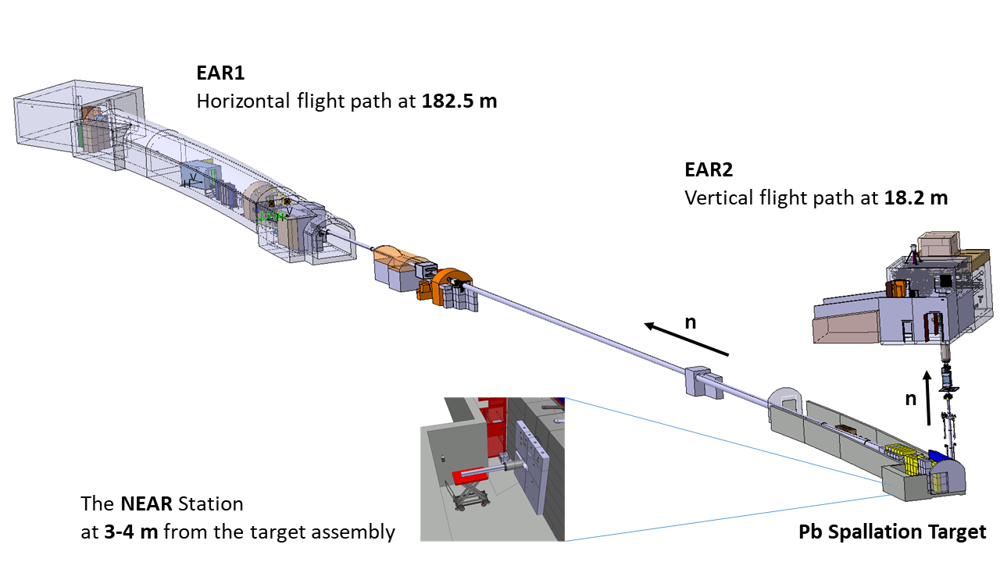 EAR1
Horizontal flight path at 182.5 m
EAR2
Vertical flight path at 18.2 m
n
n
The NEAR Station
at 3-4 m from the target assembly
Pb Spallation Target